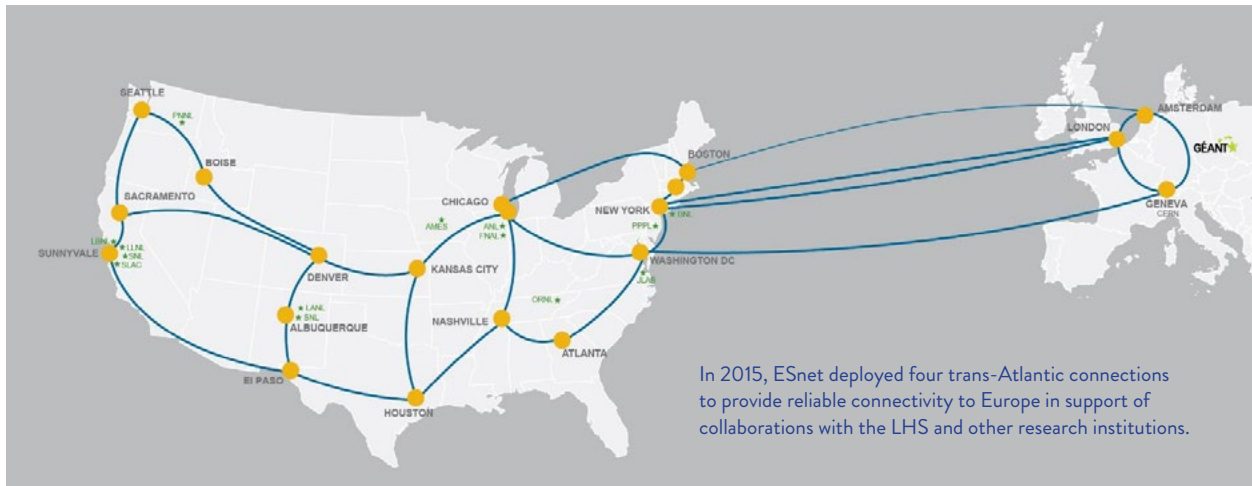 SEATTLE
PNNL
BOISE
SACRAMENTO
LBNL
LLNL
SNL
SLAC
SUNNYVALE
DENVER
LANL
SNL
ALBUQUERQUE
El PASO
HOUSTON
KANSAS CITY
AMES
CHICAGO
ANL
FNAL
NASHVILLE
ORNL
ATLANTA
BOSTON
NEW YORK
BNL
PPPL
WASHINGTON DC
JLAB
AMSTERDAM
LONDON
GÉANT
GENEVA
CERN
In 2015, ESnet deployed four trans-Atlantic connections
to provide reliable connectivity to Europe in support of
collaborations with the LHS and other research institutions.